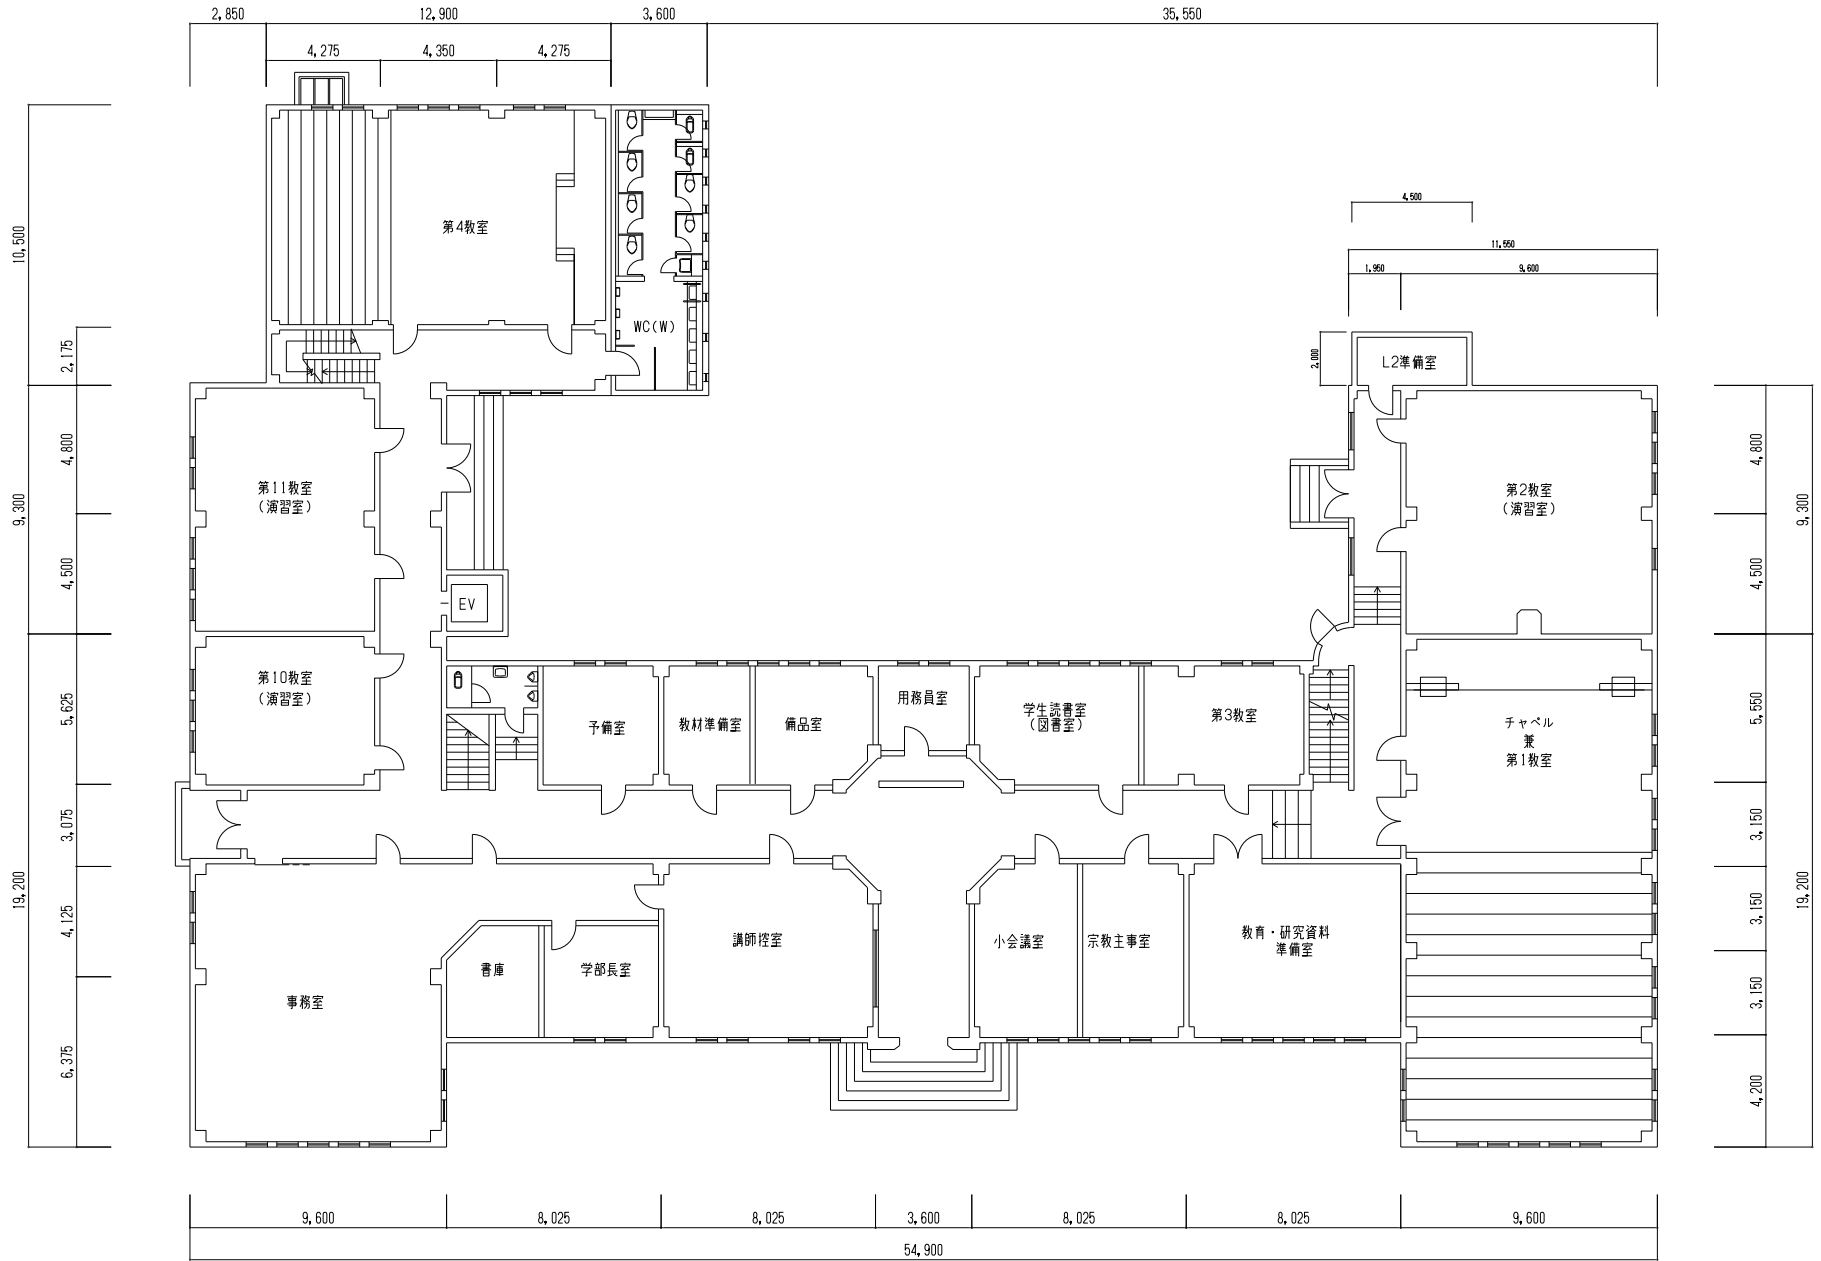 2,850
12,900
3,600
35,550
4,275
4,350
4,275
10,500
2,175
9,300
4,800
4,500
5,625
3,075
19,200
4,125
6,375
第4教室
WC(W)
4,500
11,550
1,950
9,600
2,000
L2準備室
第11教室
(演習室)
第2教室
(演習室)
4,800
9,300
4,500
EV
第10教室
(演習室)
予備室
教材準備室
備品室
用務員室
学生読書室
(図書室)
第3教室
チャペル
兼
第1教室
5,550
3,150
3,150
3,150
4,200
19,200
講師控室
小会議室
宗教主事室
教育・研究資料
準備室
書庫
学部長室
事務室
9,600
8,025
8,025
3,600
8,025
8,025
9,600
54,900